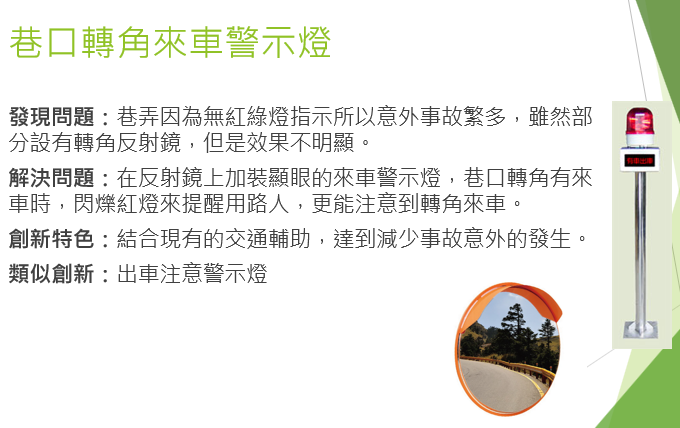 巷口轉角來車警示燈
發現問題：巷弄因為無紅綠燈指示所以意外事故繁多，雖然部
分設有轉角反射鏡，但是效果不明顯。
解決問題：在反射鏡上加裝顯眼的來車警示燈，巷口轉角有來
車時，閃爍紅燈來提醒用路人，更能注意到轉角來車。
創新特色：結合現有的交通輔助，達到減少事故意外的發生。
類似創新：出車注意警示燈